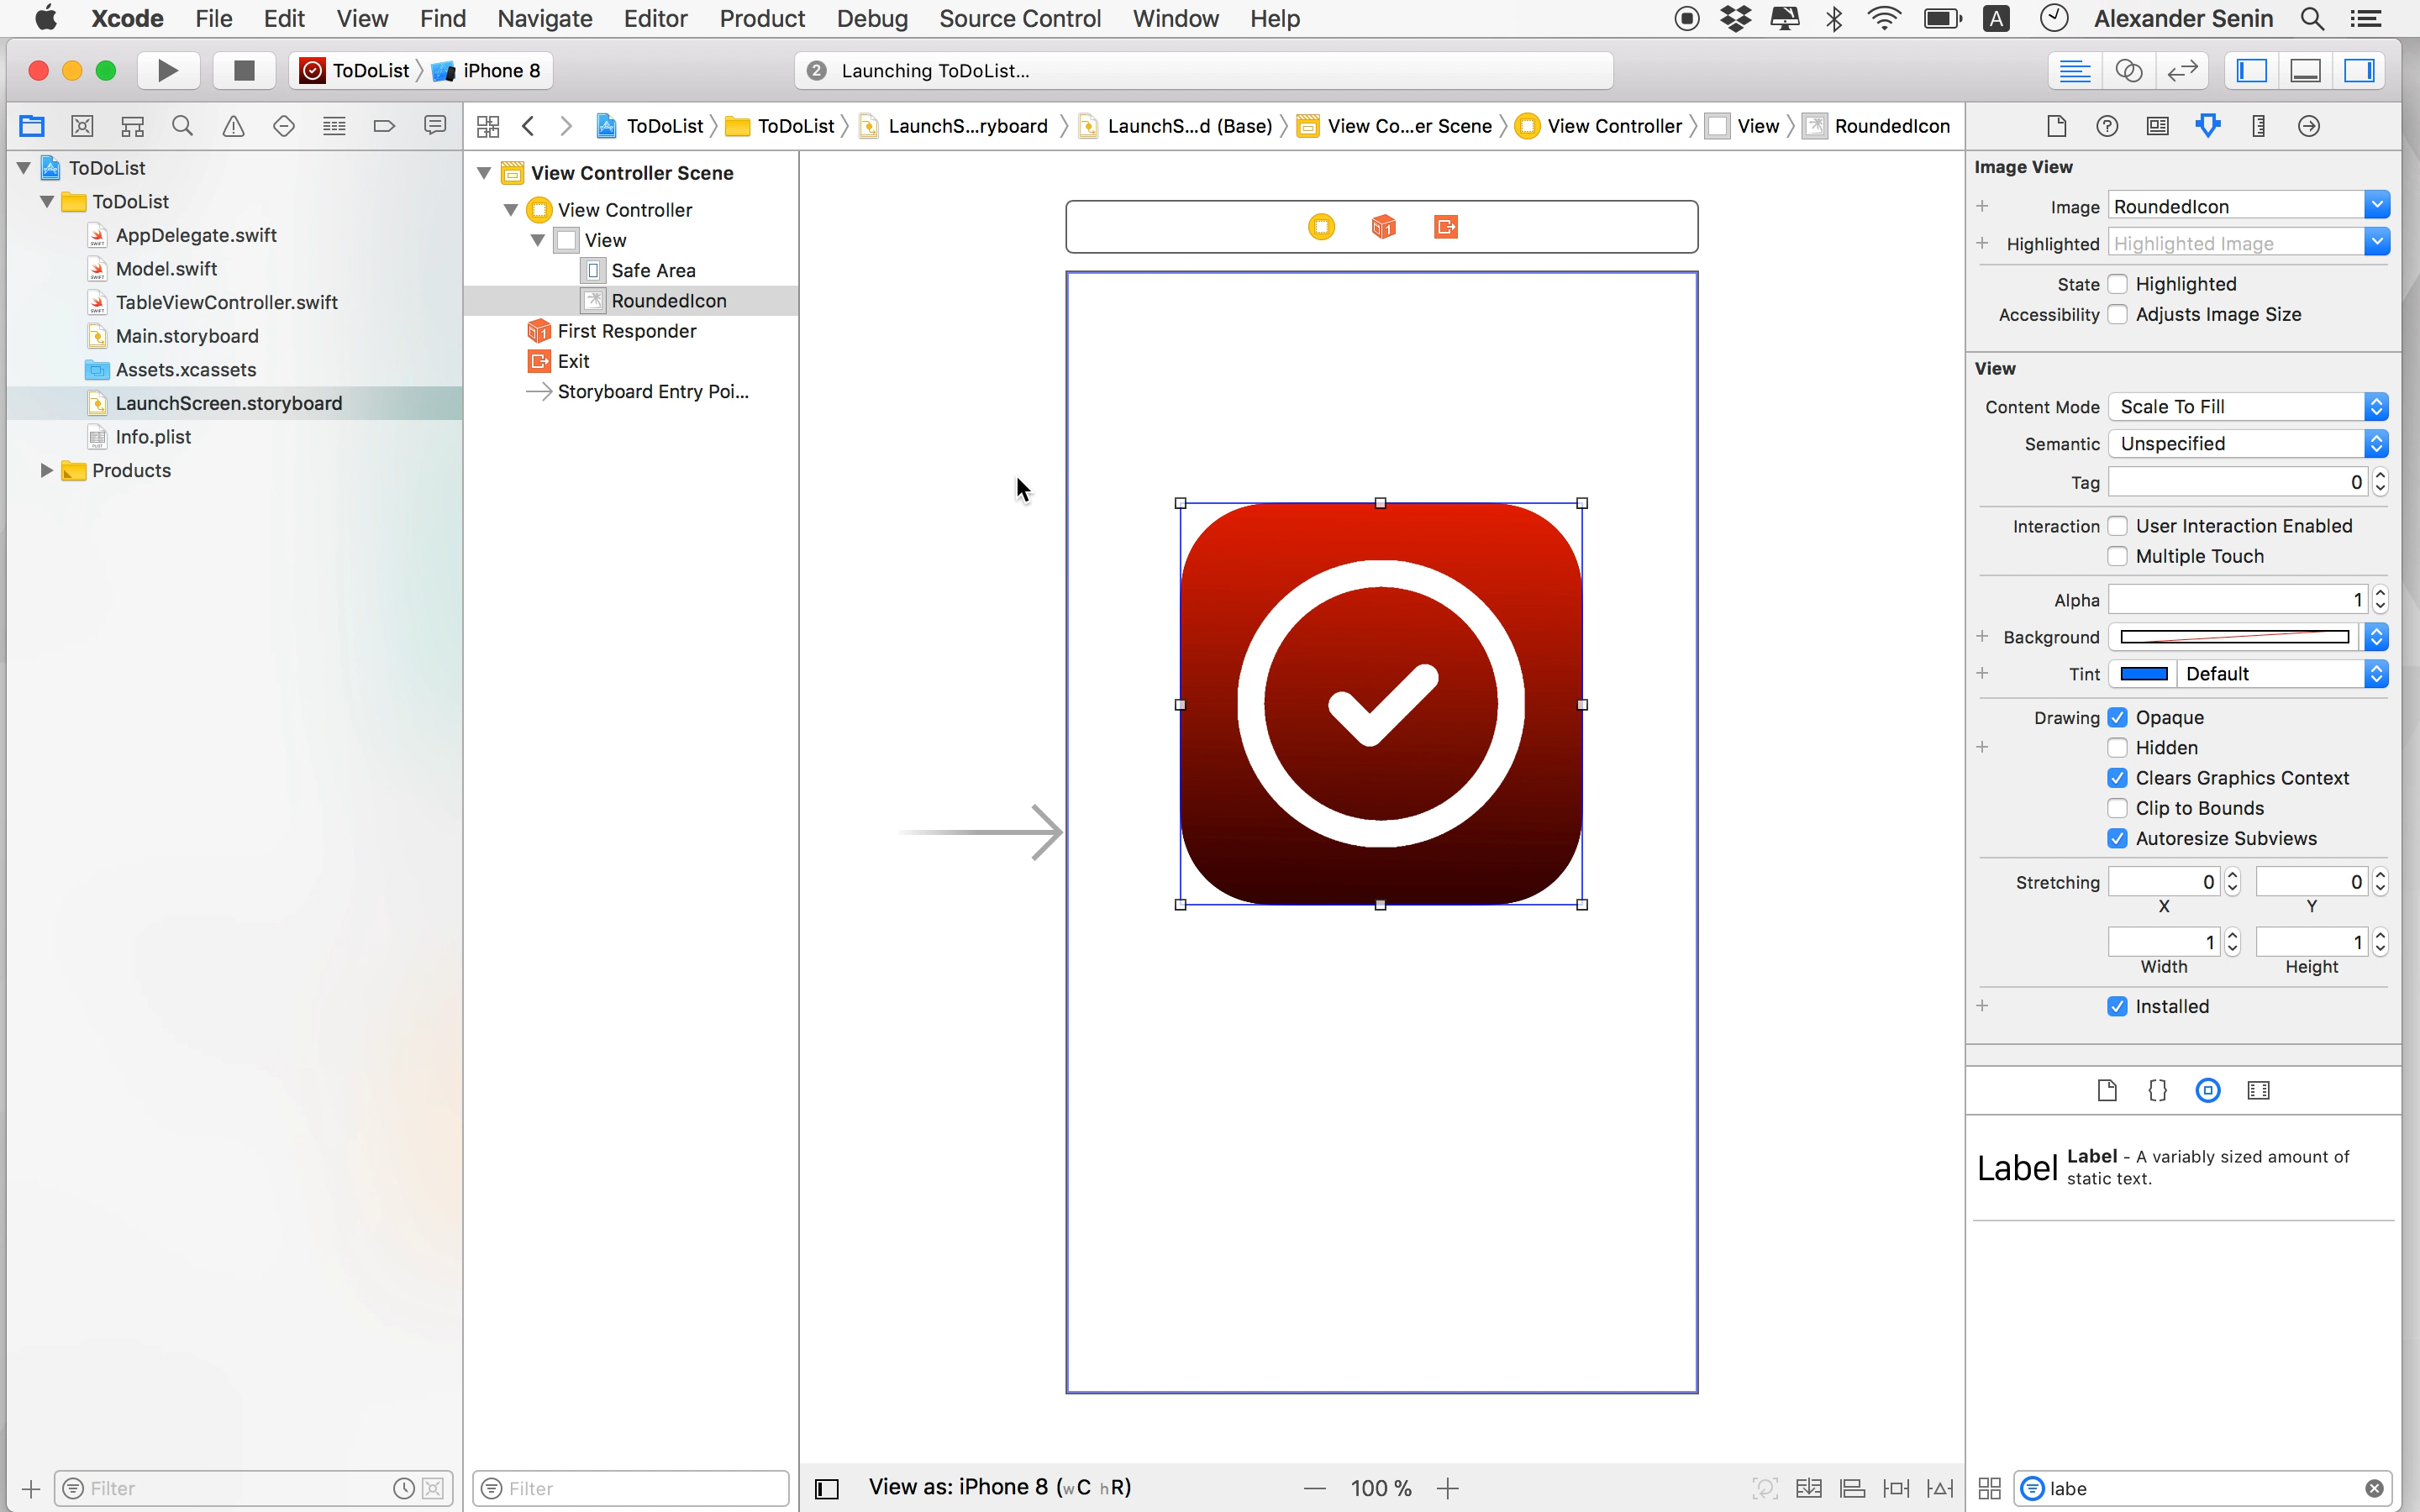 Xcode File Edit View Find Navigate Editor Product Debug Source Control Window Help A Alexander Senin
ToDoList iPhone 8 2 Launching ToDoList...
ToDoList ToDoList LaunchS...ryboard LaunchS...d (Base) View Co...er Scene View Controller View RoundedIcon
ToDoList
ToDoList
AppDelegate.swift
Model.swift
TableViewController.swift
Main.storyboard
Assets.xcassets
LaunchScreen.storyboard
Info.plist
Products
Filter
View Controller Scene
View Controller
View
Safe Area
RoundedIcon
First Responder
Exit
Storyboard Entry Poi...
Filter
View as: iPhone 8 (wC hR)
100 %
Image View
Image RoundedIcon
Highlighted Highlighted Image
State Highlighted
Accessibility Adjusts Image Size
View
Content Mode Scale To Fill
Semantic Unspecified
Tag 0
Interaction User Interaction Enabled
Multiple Touch
Alpha 1
Background
Tint Default
Drawing Opaque
Hidden
Clears Graphics Context
Clip to Bounds
Autoresize Subviews
Stretching 0 0
X Y
1 1
Width Height
Installed
Label Label - A variably sized amount of
static text.
labe